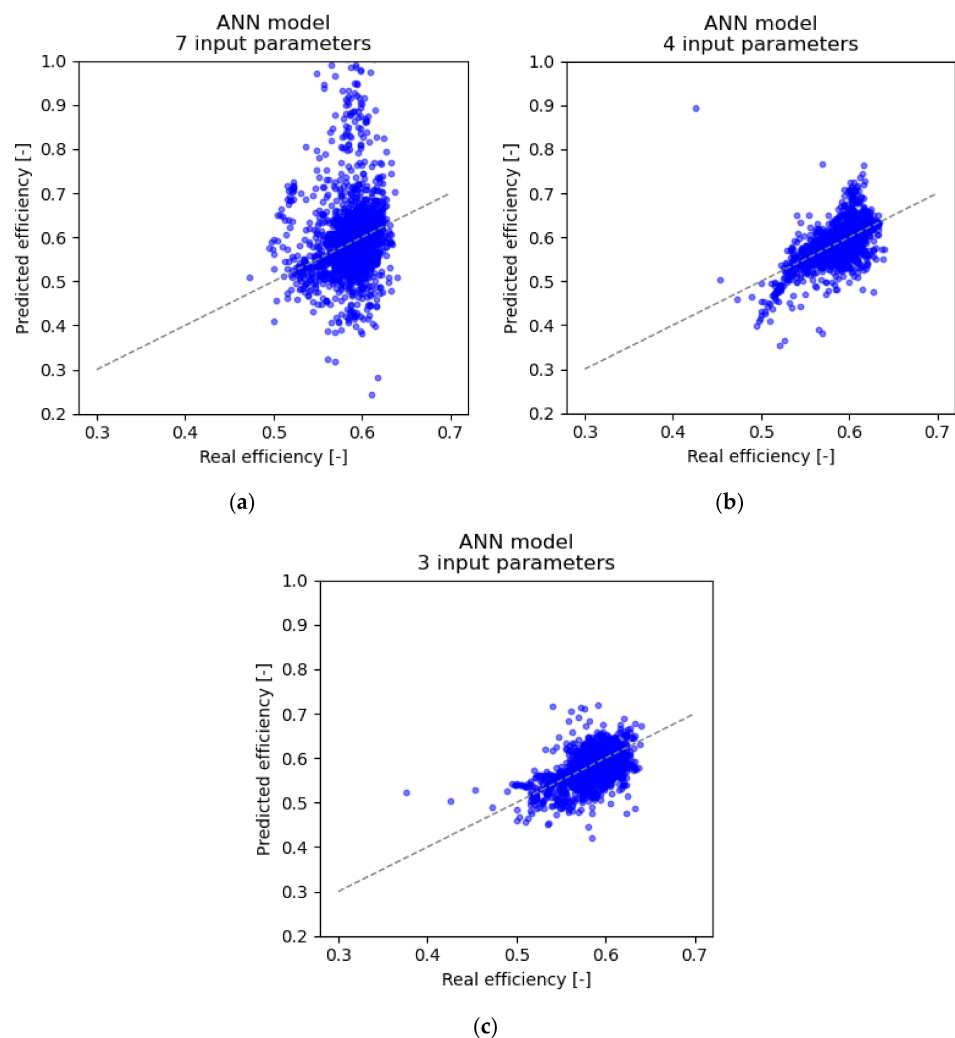 ANN model
7 input parameters
1.0
0.9
0.8
0.7
0.6
0.5
0.4
0.3
0.2
Predicted efficiency [-]
0.3 0.4 0.5 0.6 0.7
Real efficiency [-]
(a)
ANN model
4 input parameters
1.0
0.9
0.8
0.7
0.6
0.5
0.4
0.3
0.2
Predicted efficiency [-]
0.3 0.4 0.5 0.6 0.7
Real efficiency [-]
(b)
ANN model
3 input parameters
1.0
0.9
0.8
0.7
0.6
0.5
0.4
0.3
0.2
Predicted efficiency [-]
0.3 0.4 0.5 0.6 0.7
Real efficiency [-]
(c)